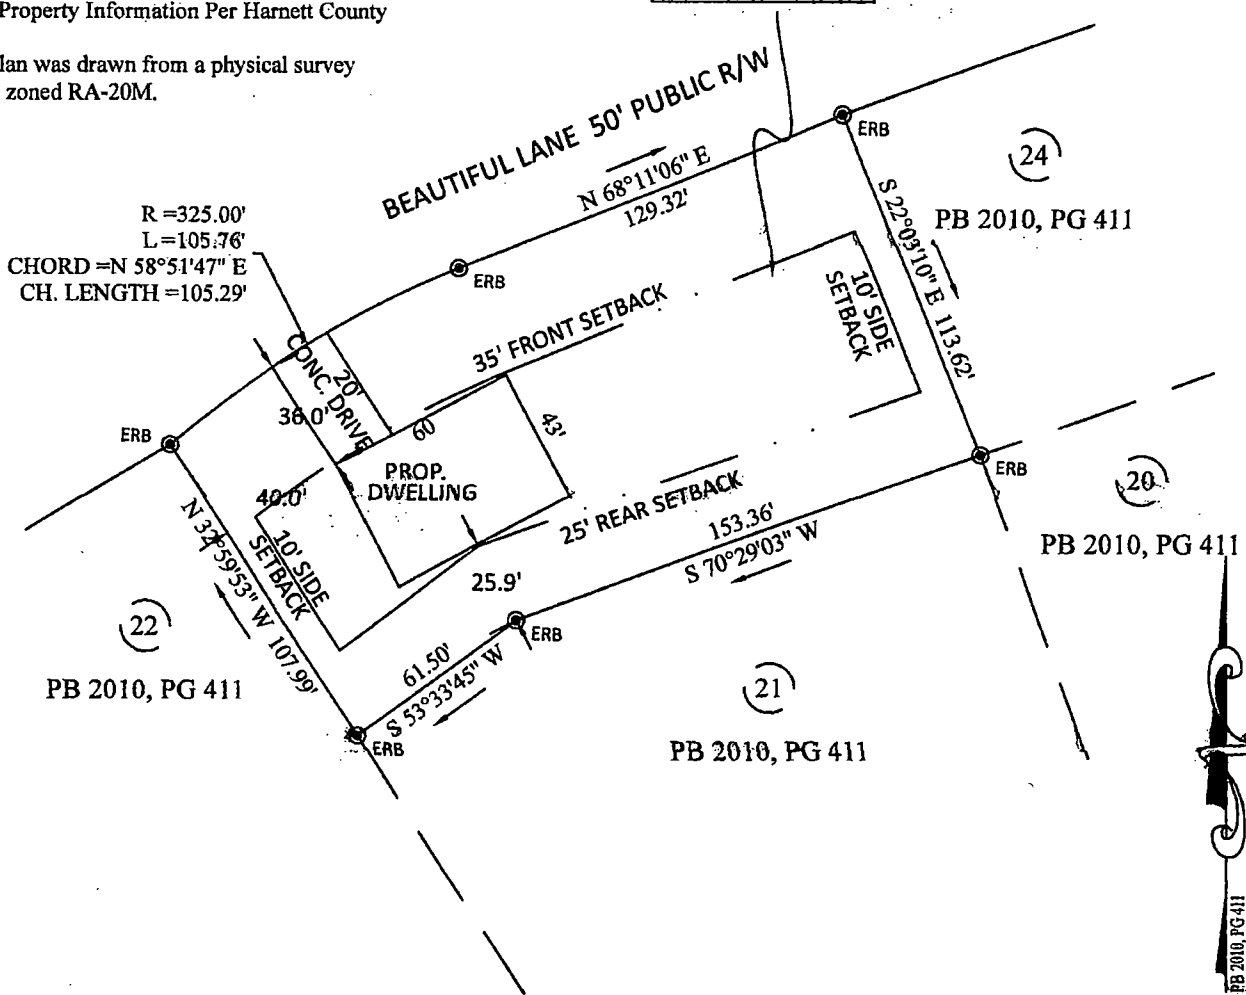 Property Information Per Harnett County
lan was drawn from a physical survey
zoned RA-20M.
BEAUTIFUL LANE 50' PUBLIC R/W
N 68°11'06" E
129.32'
ERB
24
PB 2010, PG 411
R =325.00'
L=105.76'
CHORD =N 58°51'47" E
CH. LENGTH =105.29'
ERB
S 22°03'10" E 113.62'
10' SIDE
SETBACK
35' FRONT SETBACK
CONC. DRIVE
20'
36.0'
60
43'
ERB
PROP.
DWELLING
40.0'
10' SIDE
SETBACK
N 32°59'53" W 107.99'
25' REAR SETBACK
153.36'
S 70°29'03" W
ERB
20
PB 2010, PG 411
25.9'
ERB
22
PB 2010, PG 411
61.50'
S 53°33'45" W
ERB
21
PB 2010, PG 411
PB 2010, PG 411